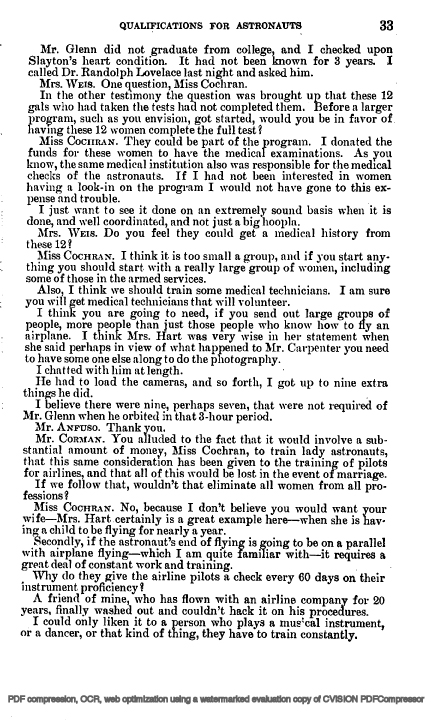 QUALIFICATIONS FOR ASTRONAUTS 33
Mr. Glenn did not graduate from college, and I checked upon
Slayton's heart condition. It had not been known for 3 years. I
called Dr. Randolph Lovelace last night and asked him.
Mrs. WEIS. One question, Miss Cochran.
In the other testimony the question was brought up that these 12
gals who had taken the tests had not completed them. Before a larger
program, such as you envision, got started, would you be in favor of
having these 12 women complete the full test?
Miss COCHRAN. They could be part of the program. I donated the
funds for these women to have the medical examinations. As you
know, the same medical institution also was responsible for the medical
checks of the astronauts. If I had not been interested in women
having a look-in on the program I would not have gone to this ex-
pense and trouble.
I just want to see it done on an extremely sound basis when it is
done, and well coordinated, and not just a big hoopla.
Mrs. WEIS. Do you feel they could get a medical history from
these 12?
Miss COCHRAN. I think it is too small a group, and if you start any-
thing you should start with a really large group of women, including
some of those in the armed services.
Also, I think we should train some medical technicians. I am sure
you will get medical technicians that will volunteer.
I think you are going to need, if you send out large groups of
people, more people than just those people who know how to fly an
airplane. I think Mrs. Hart was very wise in her statement when
she said perhaps in view of what happened to Mr. Carpenter you need
to have some one else along to do the photography.
I chatted with him at length.
He had to load the cameras, and so forth, I got up to nine extra
things he did.
I believe there were nine, perhaps seven, that were not required of
Mr. Glenn when he orbited in that 3-hour period.
Mr. ANFUSO. Thank you.
Mr. CORMAN. You alluded to the fact that it would involve a sub-
stantial amount of money, Miss Cochran, to train lady astronauts,
that this same consideration has been given to the training of pilots
for airlines, and that all of this would be lost in the event of marriage.
If we follow that, wouldn't that eliminate all women from all pro-
fessions?
Miss COCHRAN. No, because I don't believe you would want your
wife—Mrs. Hart certainly is a great example here—when she is hav-
ing a child to be flying for nearly a year.
Secondly, if the astronaut's end of flying is going to be on a parallel
with airplane flying—which I am quite familiar with—it requires a
great deal of constant work and training.
Why do they give the airline pilots a check every 60 days on their
instrument proficiency?
A friend of mine, who has flown with an airline company for 20
years, finally washed out and couldn't hack it on his procedures.
I could only liken it to a person who plays a musical instrument,
or a dancer, or that kind of thing, they have to train constantly.
PDF compression, OCR, web optimization using a watermarked evaluation copy of CVISION PDFCompressor